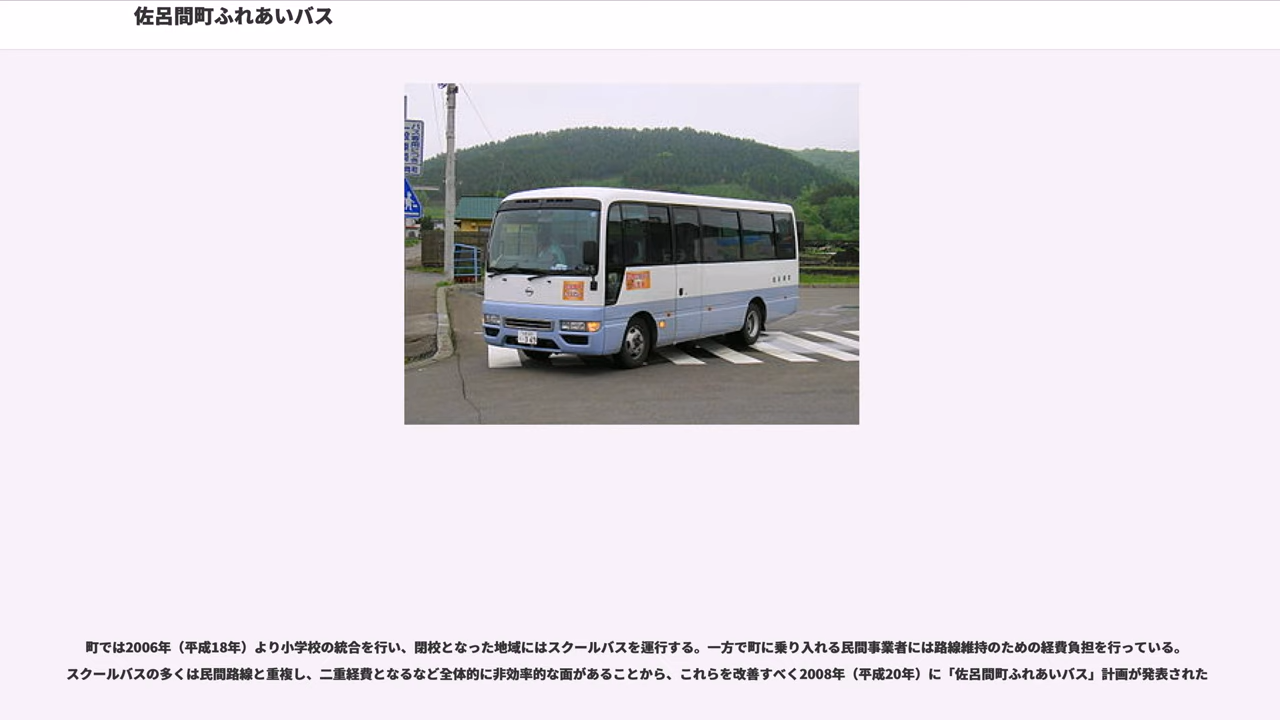 佐呂間町ふれあいバス
町では2006年（平成18年）より小学校の統合を行い、閉校となった地域にはスクールバスを運行する。一方で町に乗り入れる民間事業者には路線維持のための経費負担を行っている。
スクールバスの多くは民間路線と重複し、二重経費となるなど全体的に非効率的な面があることから、これらを改善すべく2008年（平成20年）に「佐呂間町ふれあいバス」計画が発表された